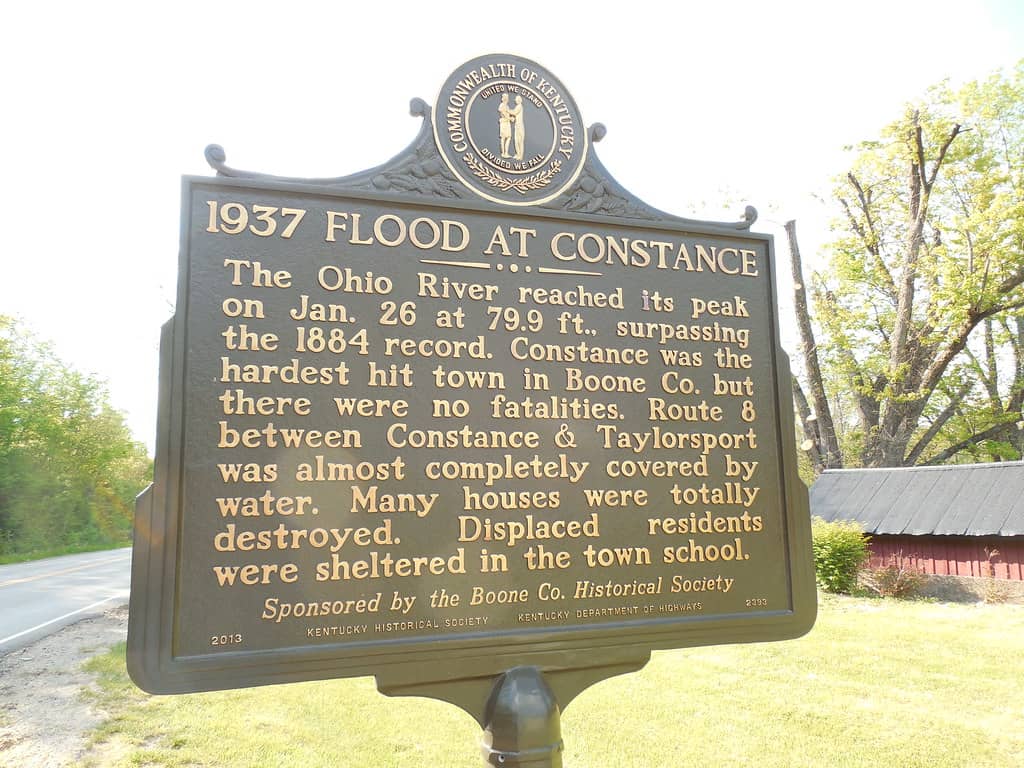 COMMONWEALTH OF KENTUCKY
UNITED WE STAND
DIVIDED WE FALL
1937 FLOOD AT CONSTANCE
The Ohio River reached its peak
on Jan. 26 at 79.9 ft., surpassing
the 1884 record. Constance was the
hardest hit town in Boone Co. but
there were no fatalities. Route 8
between Constance & Taylorsport
was almost completely covered by
water. Many houses were totally
destroyed. Displaced residents
were sheltered in the town school.
Sponsored by the Boone Co. Historical Society
2013 KENTUCKY HISTORICAL SOCIETY KENTUCKY DEPARTMENT OF HIGHWAYS 2393